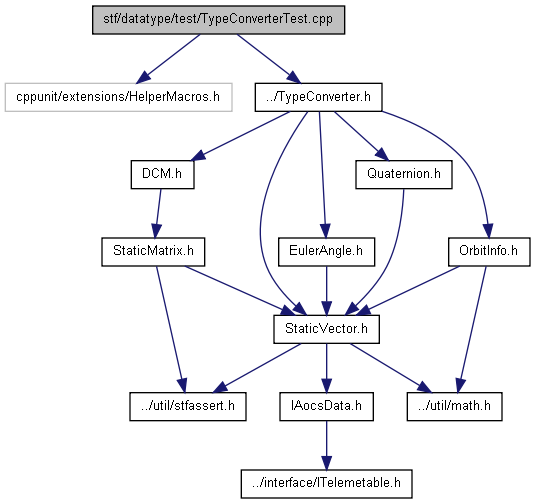 stf/datatype/test/TypeConverterTest.cpp
cppunit/extensions/HelperMacros.h
../TypeConverter.h
DCM.h
Quaternion.h
StaticMatrix.h
EulerAngle.h
OrbitInfo.h
StaticVector.h
../util/stfassert.h
IAocsData.h
../util/math.h
../interface/ITelemetable.h